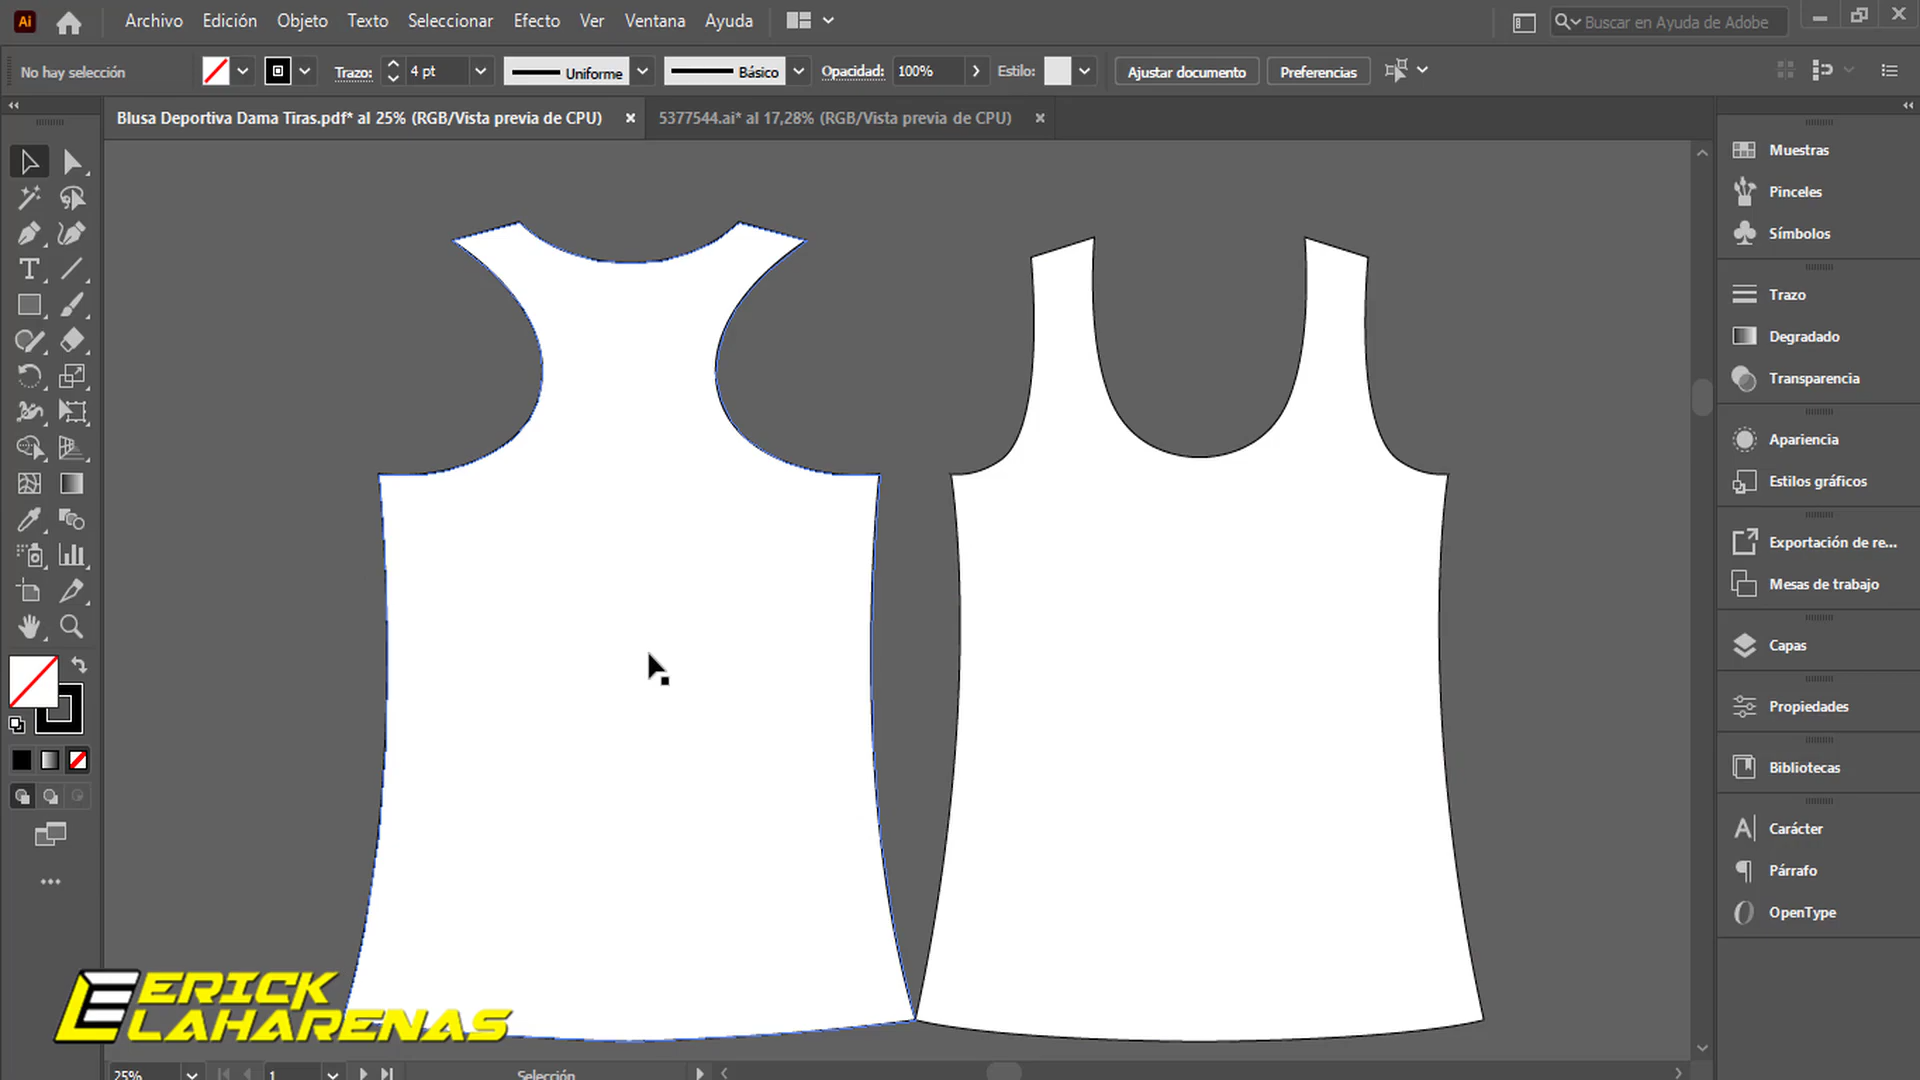 Ai Archivo Edición Objeto Texto Seleccionar Efecto Ver Ventana Ayuda Buscar en Ayuda de Adobe
No hay selección Trazo: 4 pt Uniforme Básico Opacidad: 100% Estilo: Ajustar documento Preferencias
Blusa Deportiva Dama Tiras.pdf* al 25% (RGB/Vista previa de CPU) × 5377544.ai* al 17,28% (RGB/Vista previa de CPU) ×
Muestras
Pinceles
Símbolos
Trazo
Degradado
Transparencia
Apariencia
Estilos gráficos
Exportación de re...
Mesas de trabajo
Capas
Propiedades
Bibliotecas
Carácter
Párrafo
OpenType
ERICK
LAHARENAS
25% 1 Selección